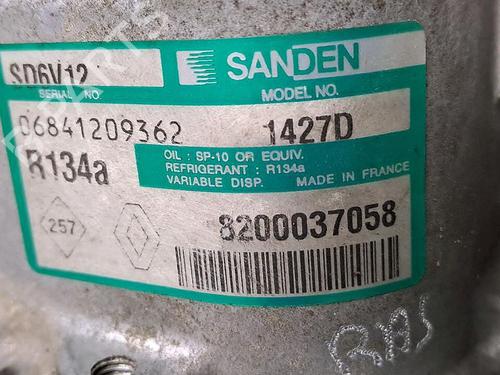 SD6V12
SANDEN
SERIAL NO.
MODEL NO.
06841209362
1427D
R134a
OIL : SP-10 OR EQUIV.
REFRIGERANT : R134a
VARIABLE DISP. MADE IN FRANCE
257
8200037058